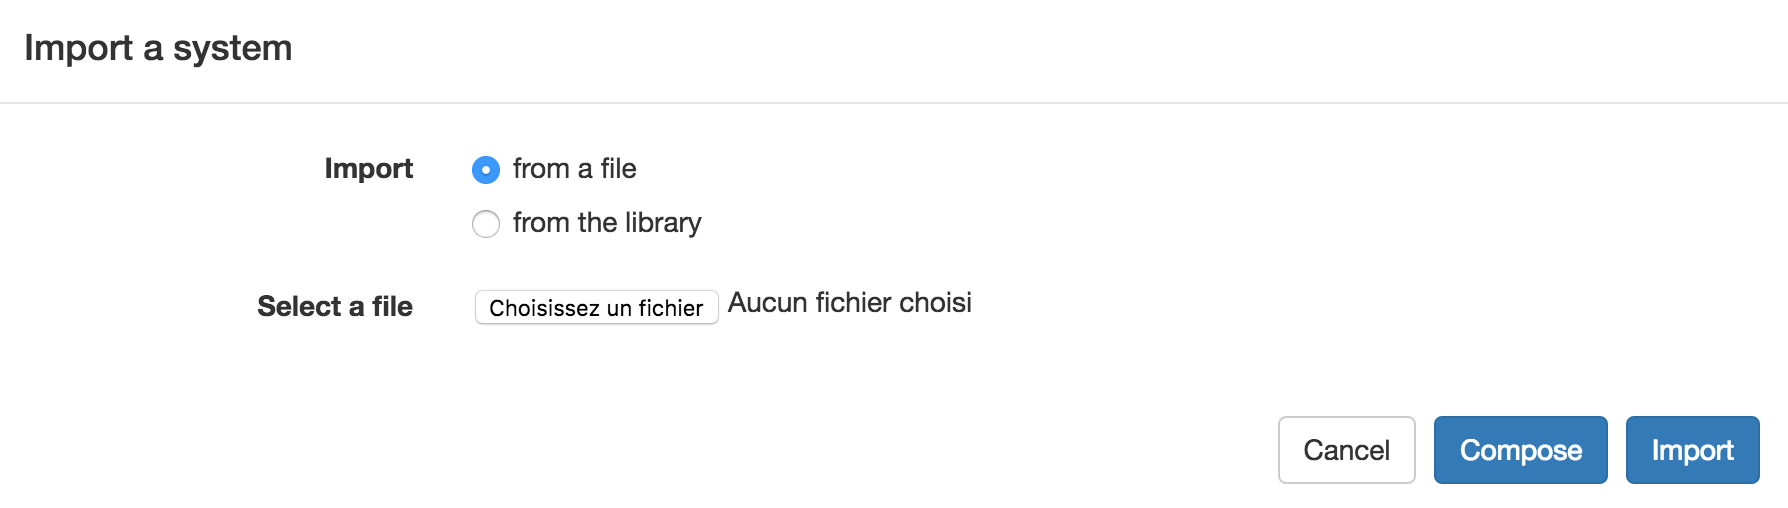 Import a system
Import
from a file
from the library
Select a file
Choisissez un fichier Aucun fichier choisi
Cancel Compose Import